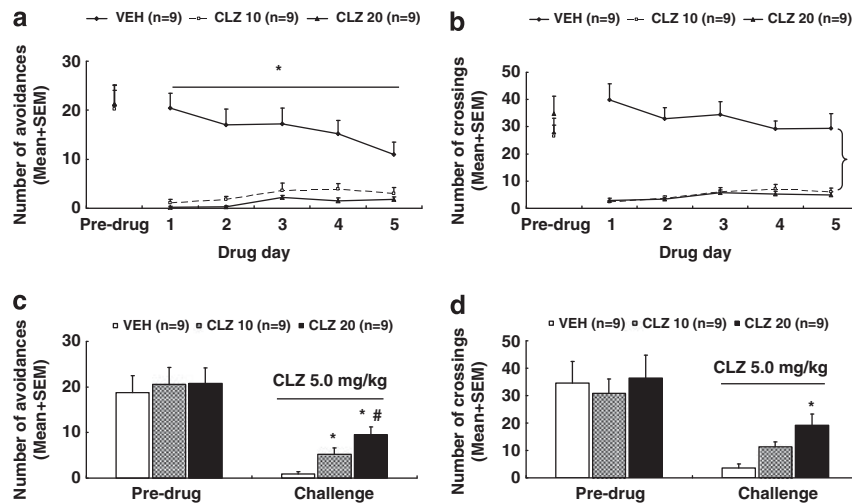 a
VEH (n=9) CLZ 10 (n=9) CLZ 20 (n=9)
Number of avoidances
(Mean+SEM)
30
20
10
0
*
Pre-drug 1 2 3 4 5
Drug day
b
VEH (n=9) CLZ 10 (n=9) CLZ 20 (n=9)
Number of crossings
(Mean+SEM)
50
40
30
20
10
0
Pre-drug 1 2 3 4 5
Drug day
c
VEH (n=9) CLZ 10 (n=9) CLZ 20 (n=9)
Number of avoidances
(Mean+SEM)
30
20
10
0
CLZ 5.0 mg/kg
*
* #
Pre-drug Challenge
d
VEH (n=9) CLZ 10 (n=9) CLZ 20 (n=9)
Number of crossings
(Mean+SEM)
50
40
30
20
10
0
CLZ 5.0 mg/kg
*
Pre-drug Challenge